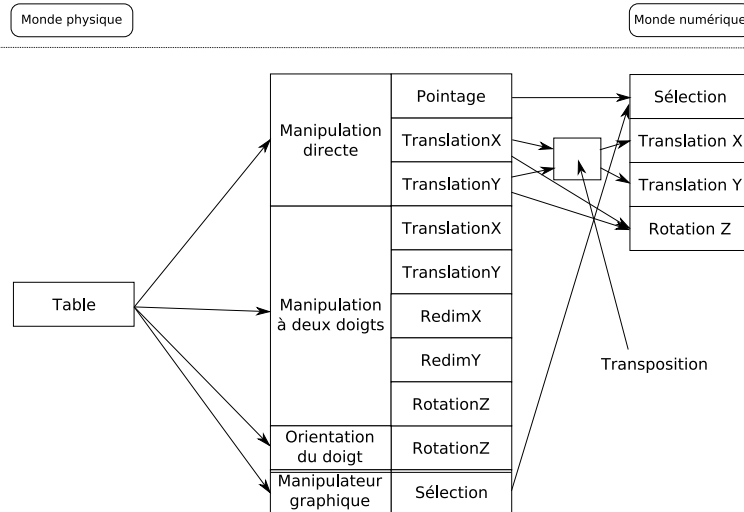 Monde physique
Monde numérique
Table
Manipulation
directe
Pointage
TranslationX
TranslationY
Manipulation
à deux doigts
TranslationX
TranslationY
RedimX
RedimY
RotationZ
Orientation
du doigt
RotationZ
Manipulateur
graphique
Sélection
Sélection
Translation X
Translation Y
Rotation Z
Transposition